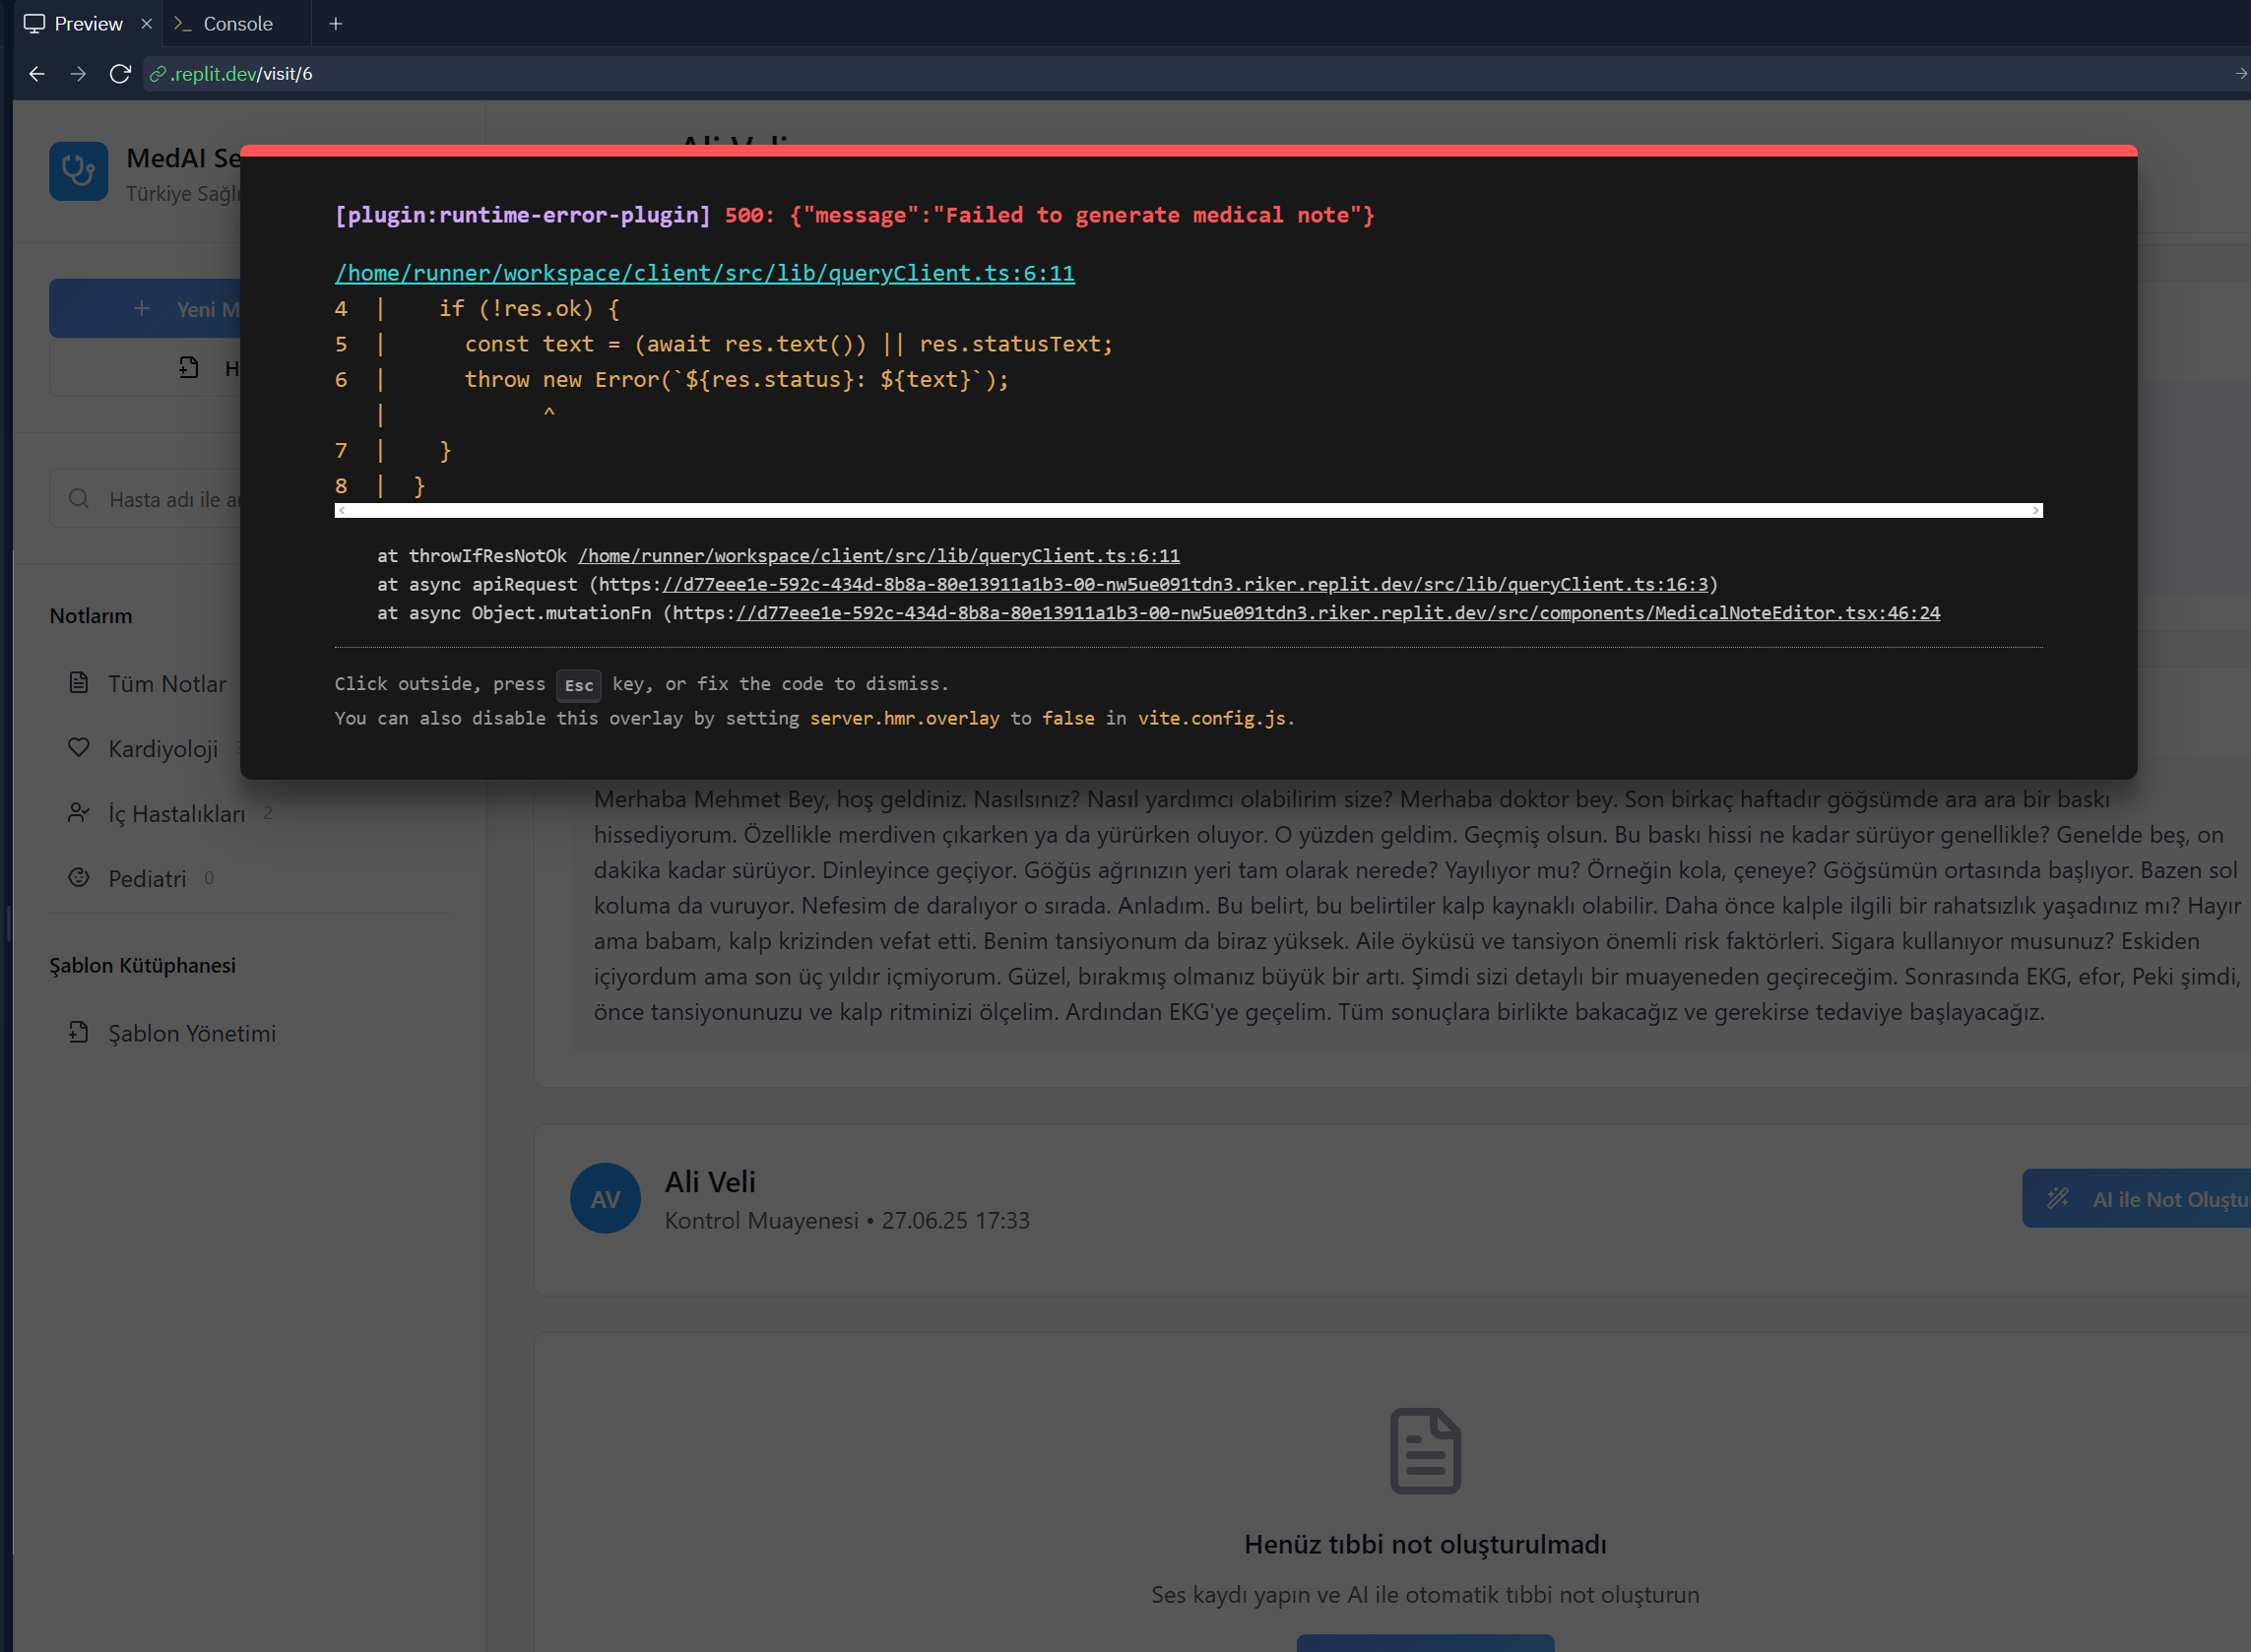 Preview
Console
.replit.dev/visit/6
MedAI Se
Türkiye Sağlı
Ali Veli
[plugin:runtime-error-plugin] 500: {"message":"Failed to generate medical note"}
/home/runner/workspace/client/src/lib/queryClient.ts:6:11
4  |    if (!res.ok) {
5  |      const text = (await res.text()) || res.statusText;
6  |      throw new Error(`${res.status}: ${text}`);
   |            ^
7  |    }
8  |  }
at throwIfResNotOk /home/runner/workspace/client/src/lib/queryClient.ts:6:11
at async apiRequest (https://d77eee1e-592c-434d-8b8a-80e13911a1b3-00-nw5ue091tdn3.riker.replit.dev/src/lib/queryClient.ts:16:3)
at async Object.mutationFn (https://d77eee1e-592c-434d-8b8a-80e13911a1b3-00-nw5ue091tdn3.riker.replit.dev/src/components/MedicalNoteEditor.tsx:46:24
Click outside, press Esc key, or fix the code to dismiss.
You can also disable this overlay by setting server.hmr.overlay to false in vite.config.js.
Yeni M
H
Hasta adı ile ar
Notlarım
Tüm Notlar
Kardiyoloji
İç Hastalıkları 2
Pediatri 0
Şablon Kütüphanesi
Şablon Yönetimi
Merhaba Mehmet Bey, hoş geldiniz. Nasılsınız? Nasıl yardımcı olabilirim size? Merhaba doktor bey. Son birkaç haftadır göğsümde ara ara bir baskı
hissediyorum. Özellikle merdiven çıkarken ya da yürürken oluyor. O yüzden geldim. Geçmiş olsun. Bu baskı hissi ne kadar sürüyor genellikle? Genelde beş, on
dakika kadar sürüyor. Dinleyince geçiyor. Göğüs ağrınızın yeri tam olarak nerede? Yayılıyor mu? Örneğin kola, çeneye? Göğsümün ortasında başlıyor. Bazen sol
koluma da vuruyor. Nefesim de daralıyor o sırada. Anladım. Bu belirt, bu belirtiler kalp kaynaklı olabilir. Daha önce kalple ilgili bir rahatsızlık yaşadınız mı? Hayır
ama babam, kalp krizinden vefat etti. Benim tansiyonum da biraz yüksek. Aile öyküsü ve tansiyon önemli risk faktörleri. Sigara kullanıyor musunuz? Eskiden
içiyordum ama son üç yıldır içmiyorum. Güzel, bırakmış olmanız büyük bir artı. Şimdi sizi detaylı bir muayeneden geçireceğim. Sonrasında EKG, efor, Peki şimdi,
önce tansiyonunuzu ve kalp ritminizi ölçelim. Ardından EKG'ye geçelim. Tüm sonuçlara birlikte bakacağız ve gerekirse tedaviye başlayacağız.
AV
Ali Veli
Kontrol Muayenesi • 27.06.25 17:33
AI ile Not Oluştu
Henüz tıbbi not oluşturulmadı
Ses kaydı yapın ve AI ile otomatik tıbbi not oluşturun